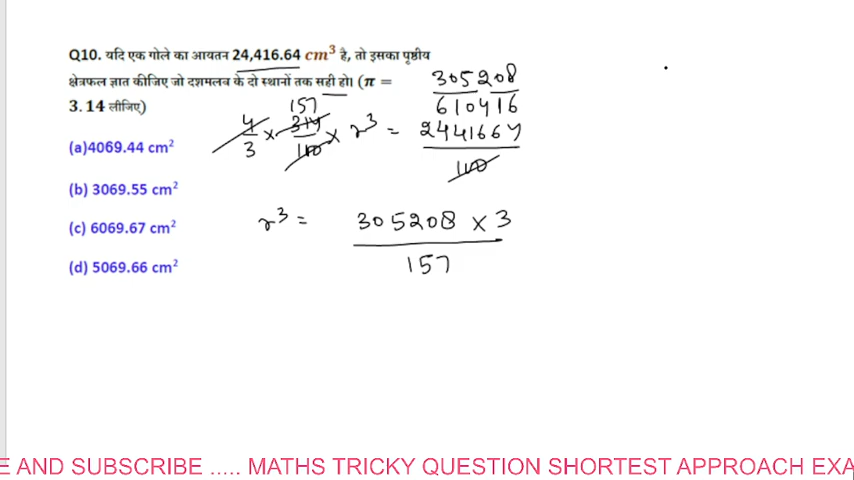 Q10. यदि एक गोले का आयतन 24,416.64 cm³ है, तो इसका पृष्ठीय
क्षेत्रफल ज्ञात कीजिए जो दशमलव के दो स्थानों तक सही हो। (π =
3.14 लीजिए)
305208
610416
157
4/3 × 314/100 × r³ = 2441664/100
(a)4069.44 cm²
(b) 3069.55 cm²
r³ = 305208 × 3 / 157
(c) 6069.67 cm²
(d) 5069.66 cm²
E AND SUBSCRIBE ..... MATHS TRICKY QUESTION SHORTEST APPROACH EXA